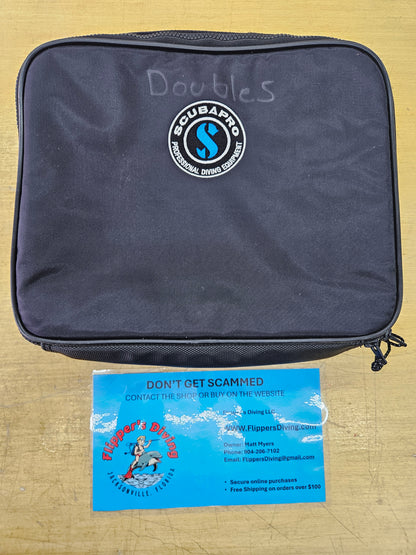 Doubles
SCUBAPRO
S
PROFESSIONAL DIVING EQUIPMENT
DON'T GET SCAMMED
CONTACT THE SHOP OR BUY ON THE WEBSITE
Flipper's Diving
JACKSONVILLE, FLORIDA
Diving LLC
WWW.FlippersDiving.com
Owner: Matt Myers
Phone: 904-206-7102
Email: FlippersDiving@gmail.com
• Secure online purchases
• Free Shipping on orders over $100